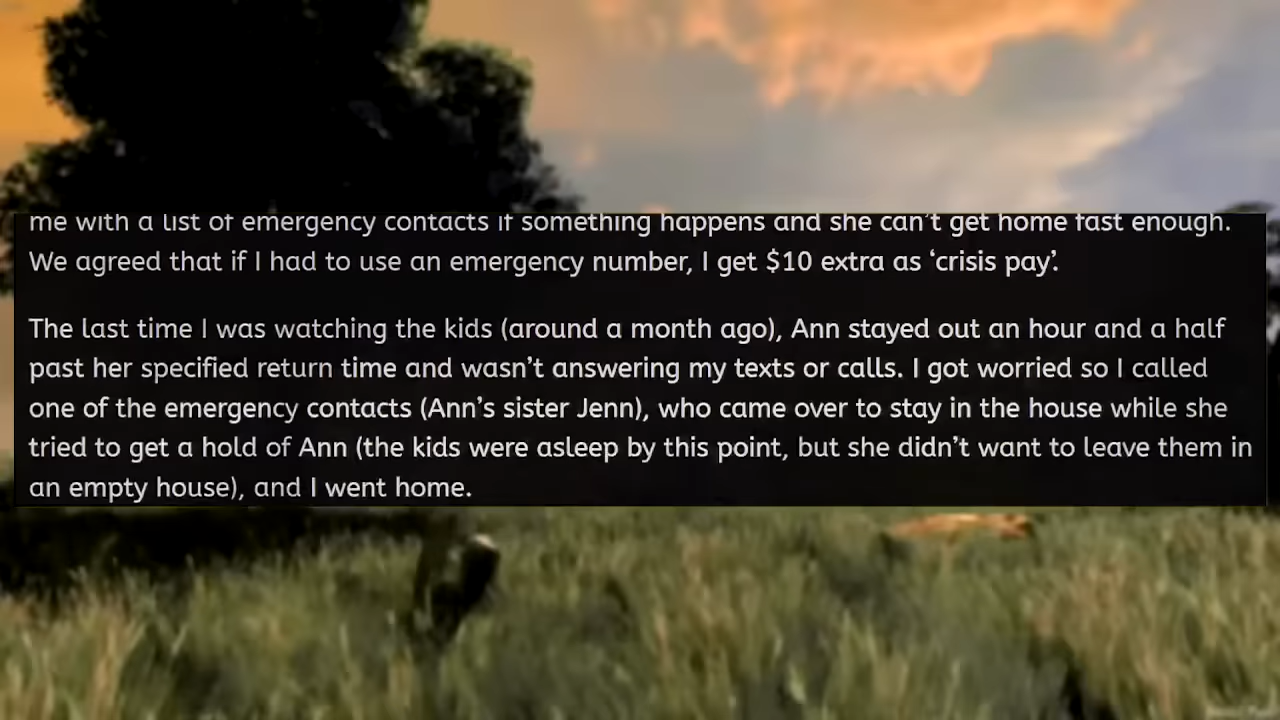 me with a list of emergency contacts if something happens and she can’t get home fast enough.
We agreed that if I had to use an emergency number, I get $10 extra as ‘crisis pay’.
The last time I was watching the kids (around a month ago), Ann stayed out an hour and a half
past her specified return time and wasn’t answering my texts or calls. I got worried so I called
one of the emergency contacts (Ann’s sister Jenn), who came over to stay in the house while she
tried to get a hold of Ann (the kids were asleep by this point, but she didn’t want to leave them in
an empty house), and I went home.